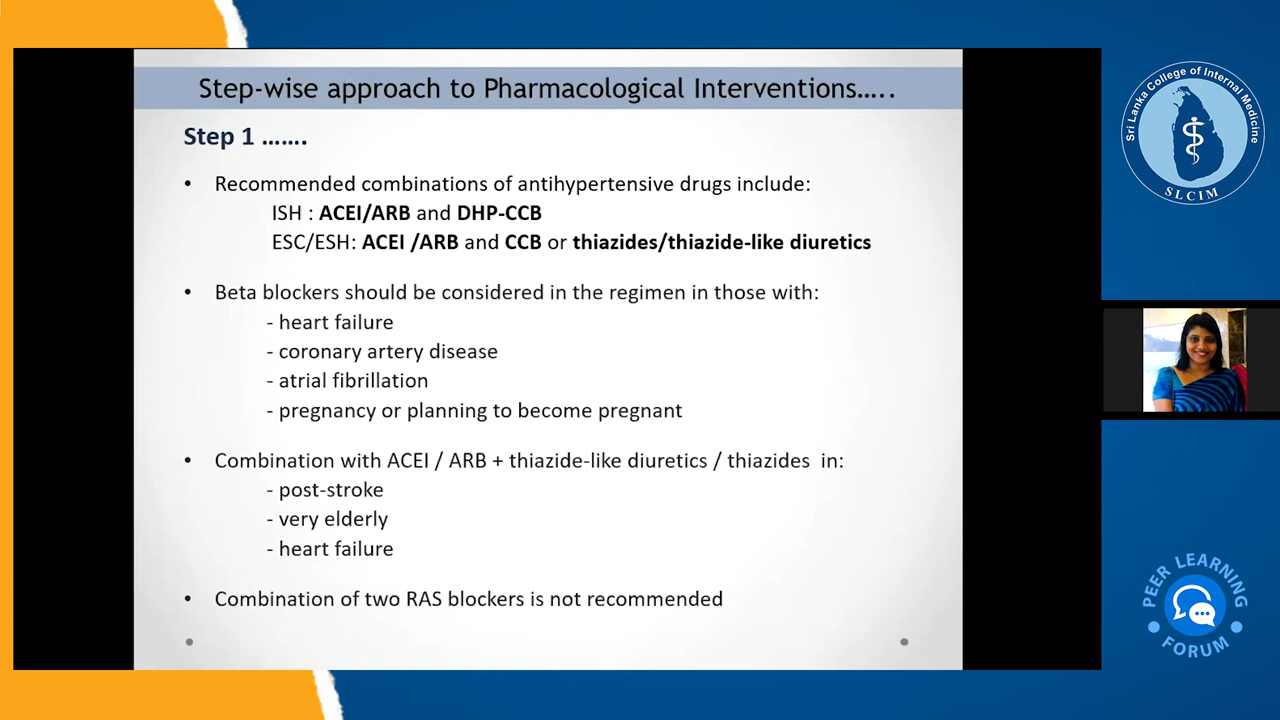 Step-wise approach to Pharmacological Interventions.....
Step 1 .......
• Recommended combinations of antihypertensive drugs include:
ISH : ACEI/ARB and DHP-CCB
ESC/ESH: ACEI /ARB and CCB or thiazides/thiazide-like diuretics
• Beta blockers should be considered in the regimen in those with:
- heart failure
- coronary artery disease
- atrial fibrillation
- pregnancy or planning to become pregnant
• Combination with ACEI / ARB + thiazide-like diuretics / thiazides in:
- post-stroke
- very elderly
- heart failure
• Combination of two RAS blockers is not recommended
Sri Lanka College of Internal Medicine
SLCIM
PEER LEARNING
FORUM